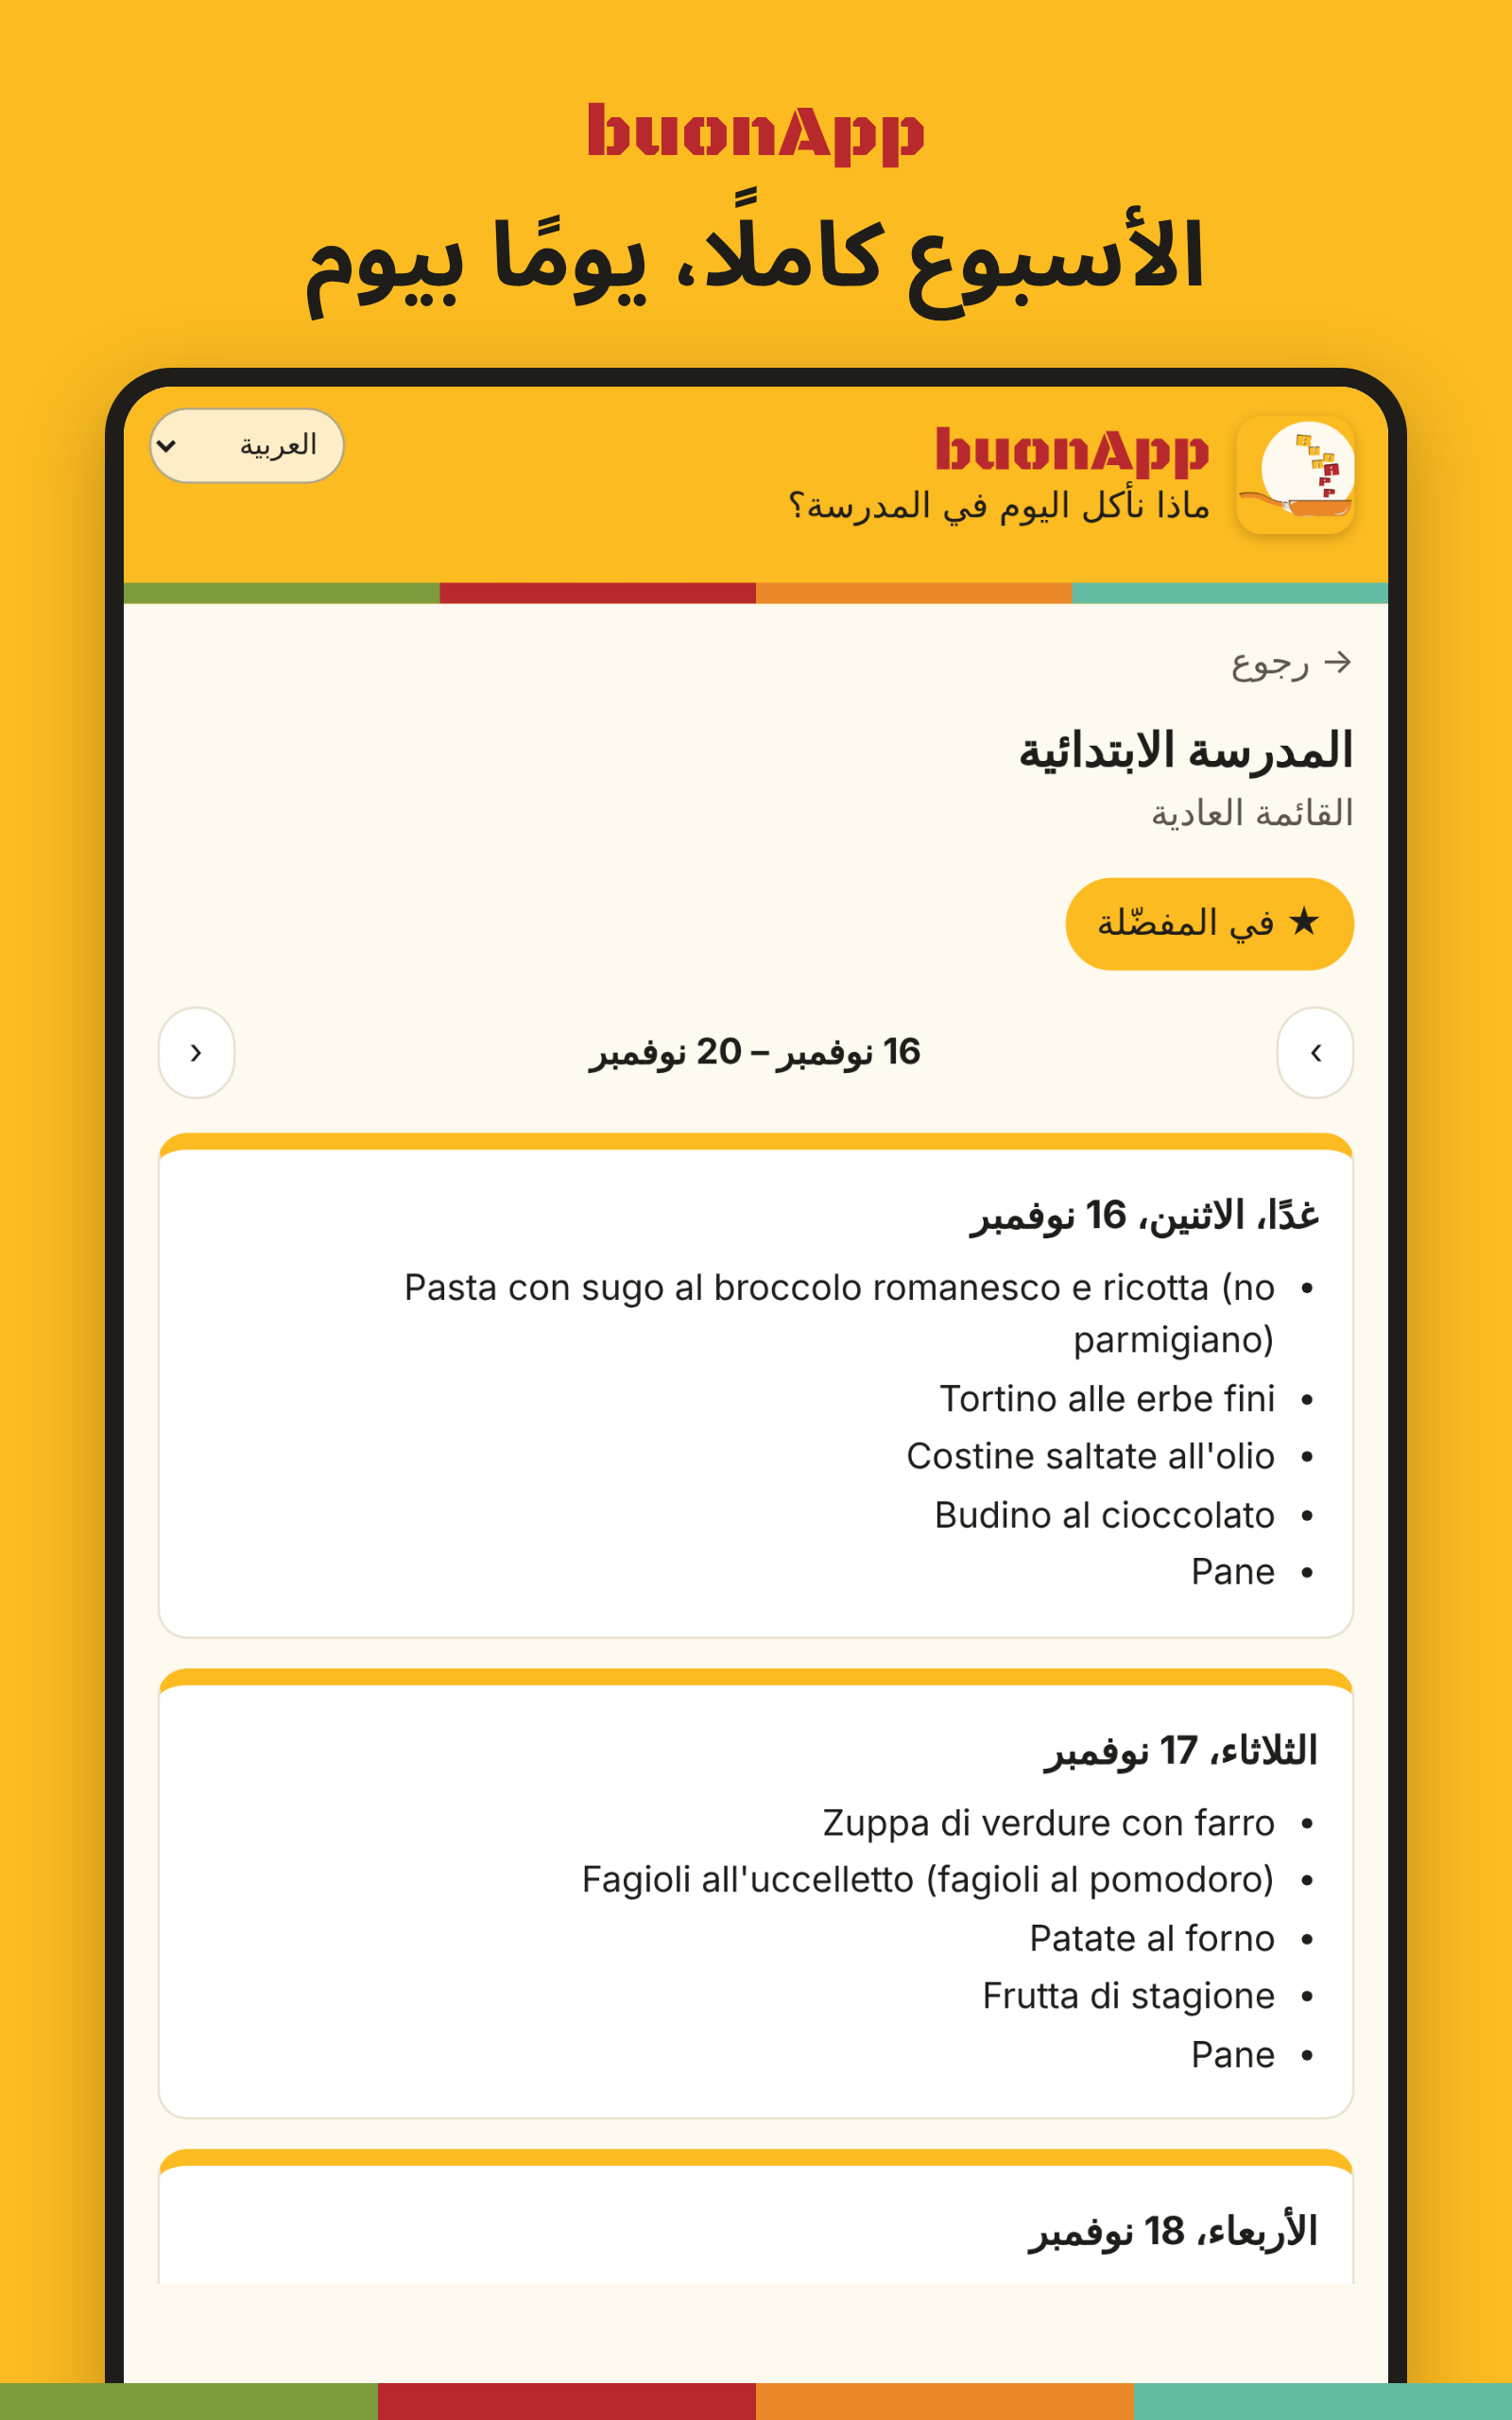 buonApp
الأسبوع كاملًا، يومًا بيوم
buonApp
العربية
ماذا نأكل اليوم في المدرسة؟
→ رجوع
المدرسة الابتدائية
القائمة العادية
★ في المفضّلة
16 نوفمبر – 20 نوفمبر
غدًا، الاثنين، 16 نوفمبر
• Pasta con sugo al broccolo romanesco e ricotta (no
parmigiano)
• Tortino alle erbe fini
• Costine saltate all'olio
• Budino al cioccolato
• Pane
الثلاثاء، 17 نوفمبر
• Zuppa di verdure con farro
• Fagioli all'uccelletto (fagioli al pomodoro)
• Patate al forno
• Frutta di stagione
• Pane
الأربعاء، 18 نوفمبر